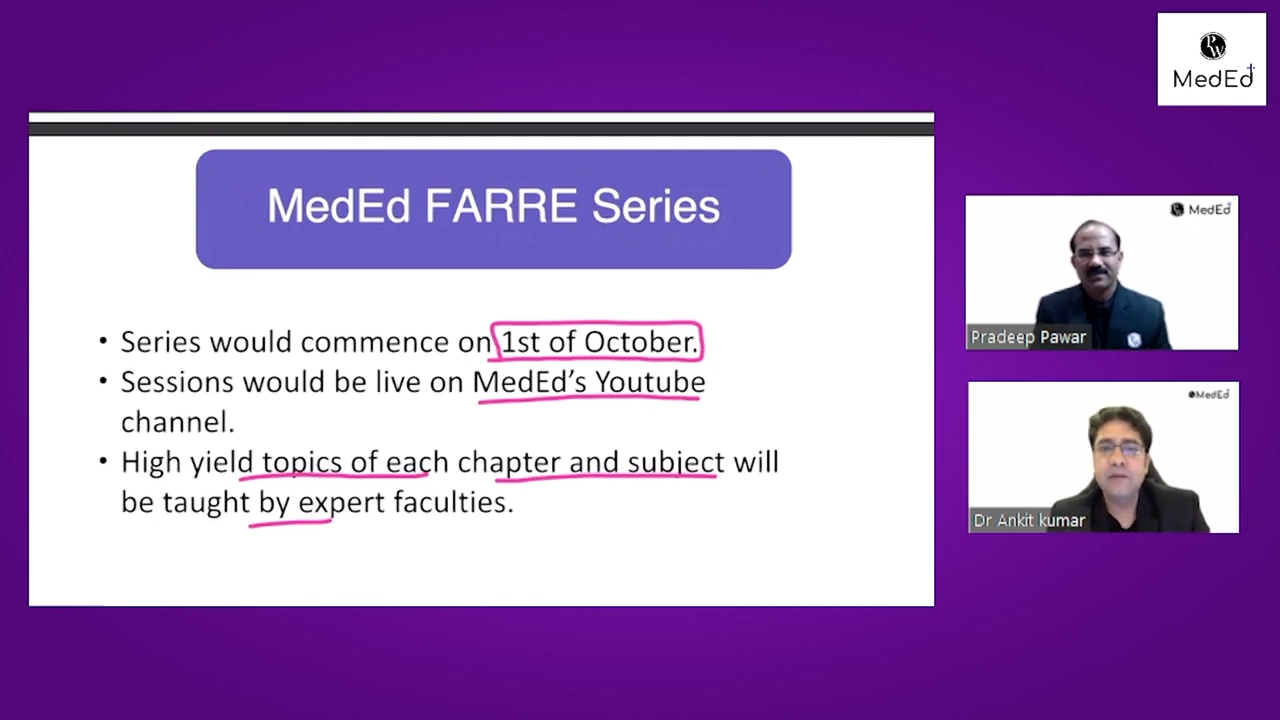 PW
MedEd
MedEd FARRE Series
• Series would commence on 1st of October.
• Sessions would be live on MedEd’s Youtube
channel.
• High yield topics of each chapter and subject will
be taught by expert faculties.
MedEd
Pradeep Pawar
MedEd
Dr Ankit kumar